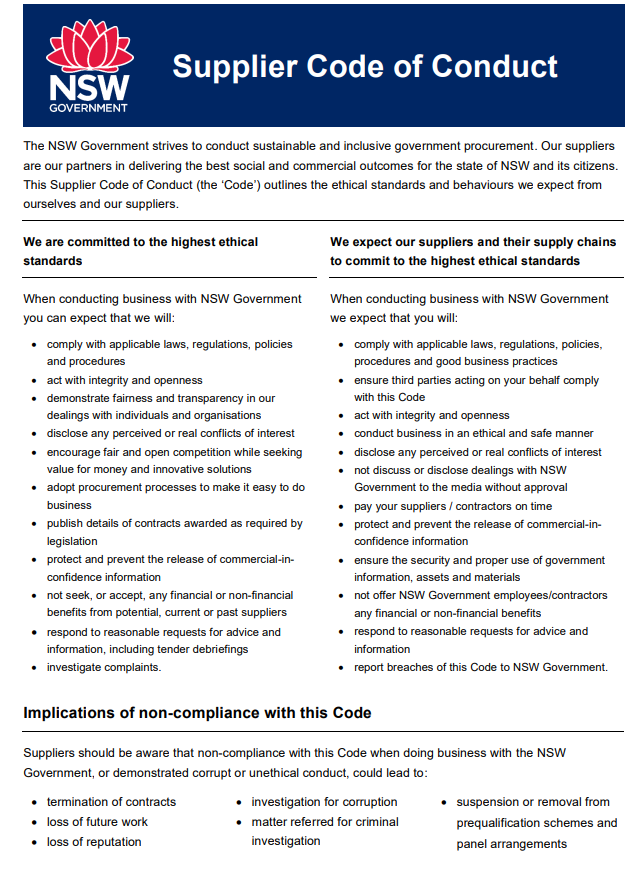 NSW
GOVERNMENT
Supplier Code of Conduct
The NSW Government strives to conduct sustainable and inclusive government procurement. Our suppliers
are our partners in delivering the best social and commercial outcomes for the state of NSW and its citizens.
This Supplier Code of Conduct (the ‘Code’) outlines the ethical standards and behaviours we expect from
ourselves and our suppliers.
We are committed to the highest ethical
standards
When conducting business with NSW Government
you can expect that we will:
• comply with applicable laws, regulations, policies
and procedures
• act with integrity and openness
• demonstrate fairness and transparency in our
dealings with individuals and organisations
• disclose any perceived or real conflicts of interest
• encourage fair and open competition while seeking
value for money and innovative solutions
• adopt procurement processes to make it easy to do
business
• publish details of contracts awarded as required by
legislation
• protect and prevent the release of commercial-in-
confidence information
• not seek, or accept, any financial or non-financial
benefits from potential, current or past suppliers
• respond to reasonable requests for advice and
information, including tender debriefings
• investigate complaints.
We expect our suppliers and their supply chains
to commit to the highest ethical standards
When conducting business with NSW Government
we expect that you will:
• comply with applicable laws, regulations, policies,
procedures and good business practices
• ensure third parties acting on your behalf comply
with this Code
• act with integrity and openness
• conduct business in an ethical and safe manner
• disclose any perceived or real conflicts of interest
• not discuss or disclose dealings with NSW
Government to the media without approval
• pay your suppliers / contractors on time
• protect and prevent the release of commercial-in-
confidence information
• ensure the security and proper use of government
information, assets and materials
• not offer NSW Government employees/contractors
any financial or non-financial benefits
• respond to reasonable requests for advice and
information
• report breaches of this Code to NSW Government.
Implications of non-compliance with this Code
Suppliers should be aware that non-compliance with this Code when doing business with the NSW
Government, or demonstrated corrupt or unethical conduct, could lead to:
• termination of contracts
• loss of future work
• loss of reputation
• investigation for corruption
• matter referred for criminal
investigation
• suspension or removal from
prequalification schemes and
panel arrangements